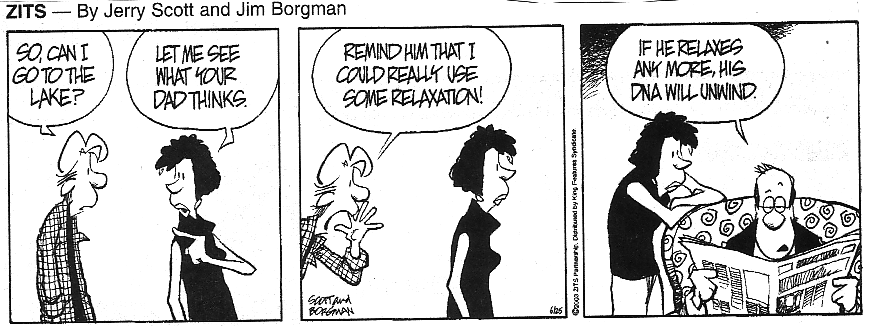 ZITS — By Jerry Scott and Jim Borgman
SO, CAN I
GO TO THE
LAKE?
LET ME SEE
WHAT YOUR
DAD THINKS.
REMIND HIM THAT I
COULD REALLY USE
SOME RELAXATION!
SCOTT AND
BORGMAN
6/25
©2003 ZITS Partnership. Distributed by King Features Syndicate
IF HE RELAXES
ANY MORE, HIS
DNA WILL UNWIND.